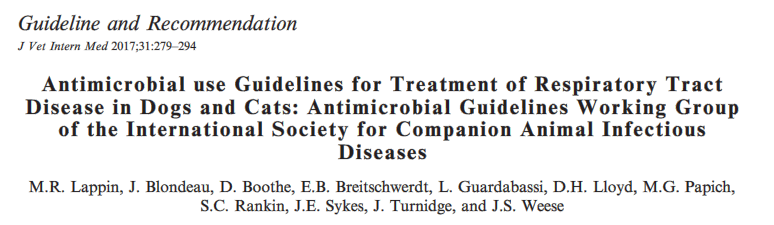 Guideline and Recommendation
J Vet Intern Med 2017;31:279–294
Antimicrobial use Guidelines for Treatment of Respiratory Tract
Disease in Dogs and Cats: Antimicrobial Guidelines Working Group
of the International Society for Companion Animal Infectious
Diseases
M.R. Lappin, J. Blondeau, D. Boothe, E.B. Breitschwerdt, L. Guardabassi, D.H. Lloyd, M.G. Papich,
S.C. Rankin, J.E. Sykes, J. Turnidge, and J.S. Weese